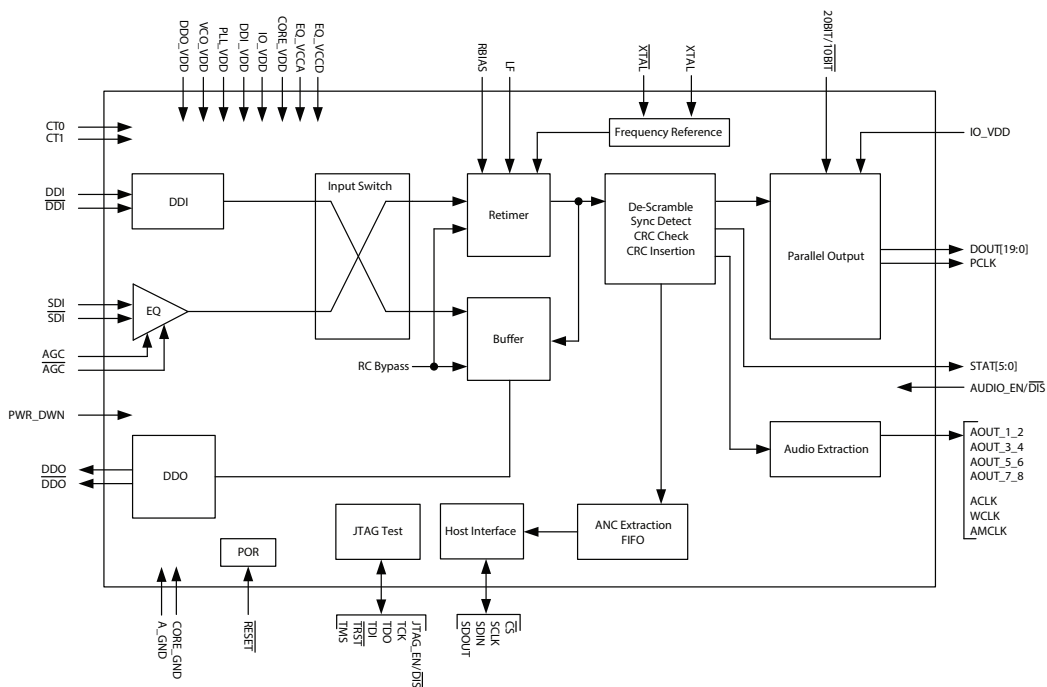 DDO_VDD
VCO_VDD
PLL_VDD
DDI_VDD
IO_VDD
CORE_VDD
EQ_VCCA
EQ_VCCD
RBIAS
LF
XTAL
XTAL
20BIT/10BIT
CT0
CT1
Frequency Reference
IO_VDD
DDI
DDI
DDI
Input Switch
Retimer
De-Scramble
Sync Detect
CRC Check
CRC Insertion
Parallel Output
DOUT[19:0]
PCLK
SDI
SDI
EQ
Buffer
AGC
AGC
RC Bypass
STAT[5:0]
AUDIO_EN/DIS
PWR_DWN
DDO
DDO
DDO
Audio Extraction
AOUT_1_2
AOUT_3_4
AOUT_5_6
AOUT_7_8
ACLK
WCLK
AMCLK
JTAG Test
Host Interface
ANC Extraction
FIFO
POR
A_GND
CORE_GND
RESET
TMS
TRST
TDI
TDO
TCK
JTAG_EN/DIS
SDOUT
SDIN
SCLK
CS